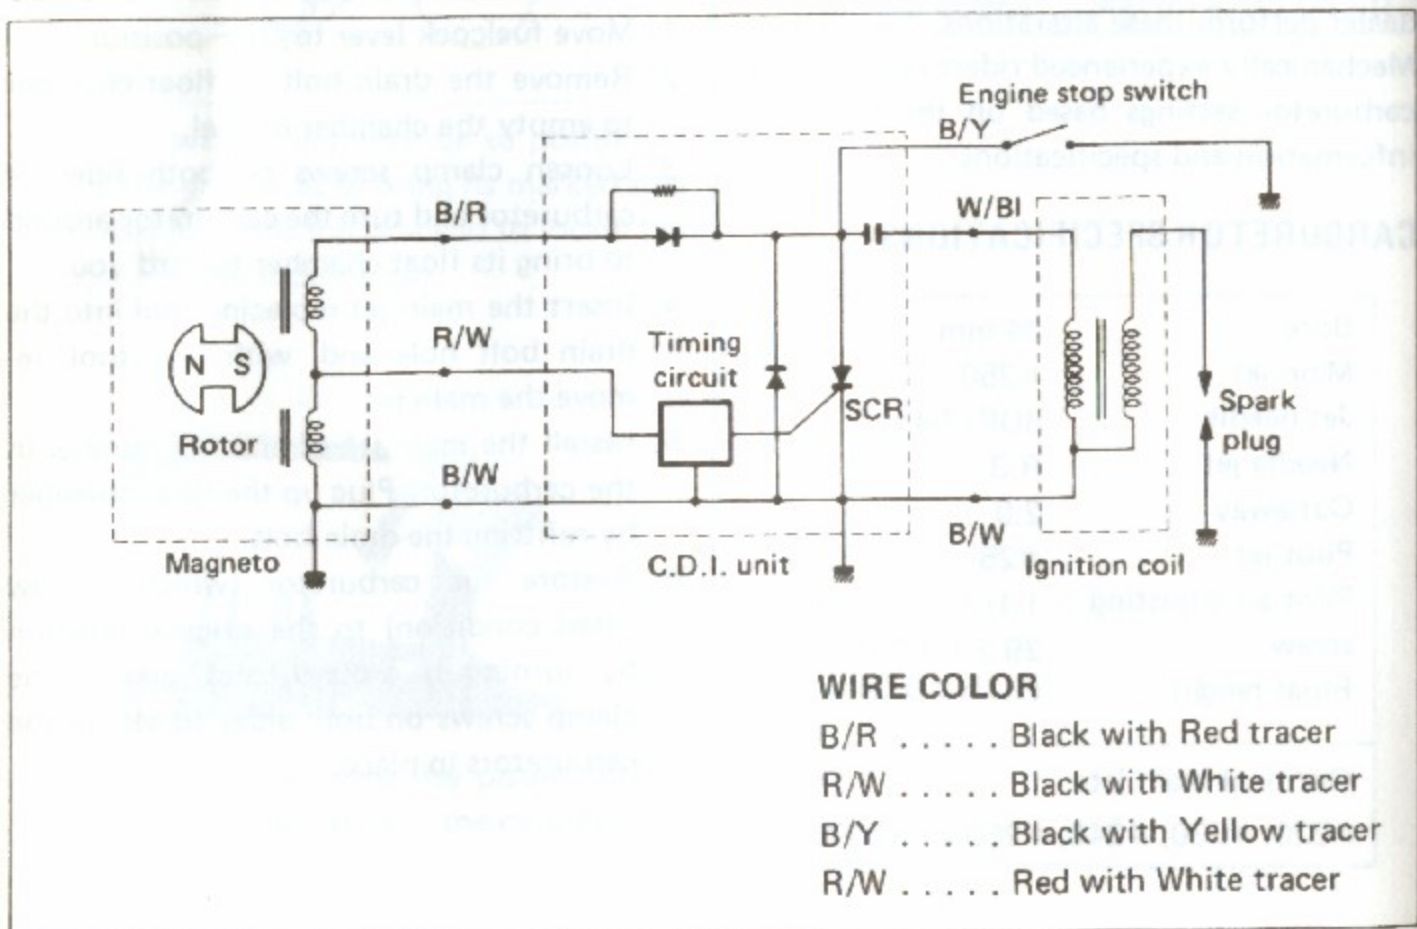 Engine stop switch
B/Y
B/R
W/Bl
R/W
Timing
circuit
N S
SCR
Spark
plug
Rotor
B/W
B/W
Magneto
C.D.I. unit
Ignition coil
WIRE COLOR
B/R ..... Black with Red tracer
R/W ..... Black with White tracer
B/Y ..... Black with Yellow tracer
R/W ..... Red with White tracer